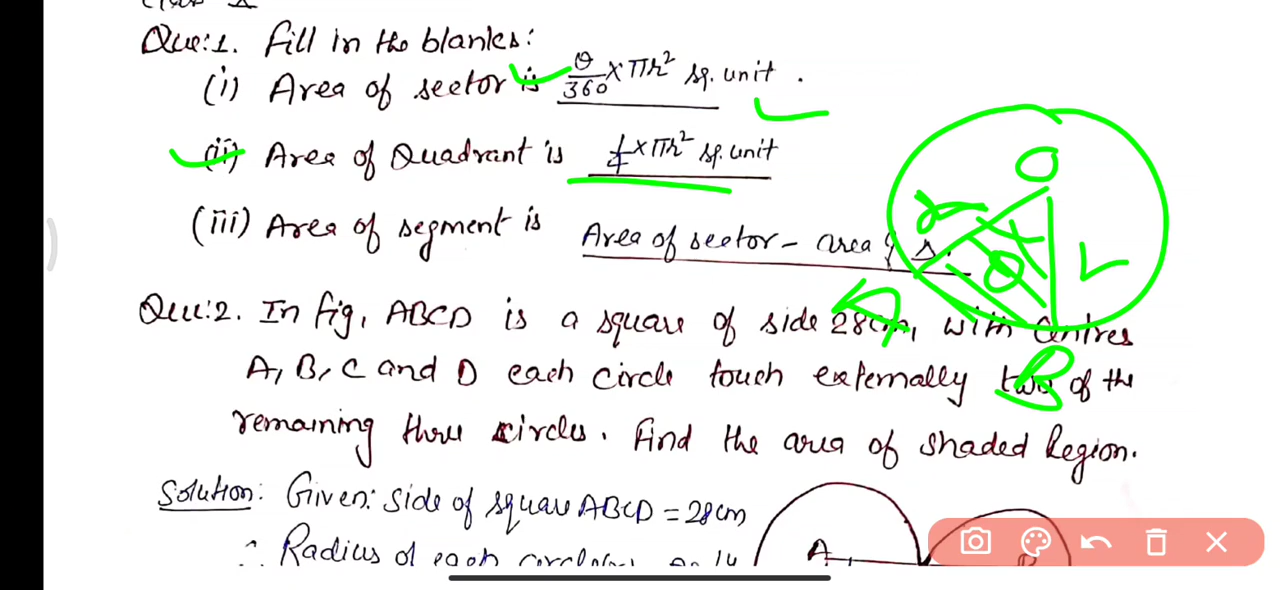 Que:1. Fill in the blanks:
(i) Area of sector is θ/360 × πr² sq. unit .
(ii) Area of Quadrant is 1/4 × πr² sq. unit
(iii) Area of segment is Area of sector - area of Δ.
O
r
r
θ
A
B
Que:2. In fig, ABCD is a square of side 28cm, with centres
A, B, C and D each circle touch externally two of the
remaining three circles. Find the area of shaded Region.
Solution: Given: side of square ABCD = 28cm
∴ Radius of each
A